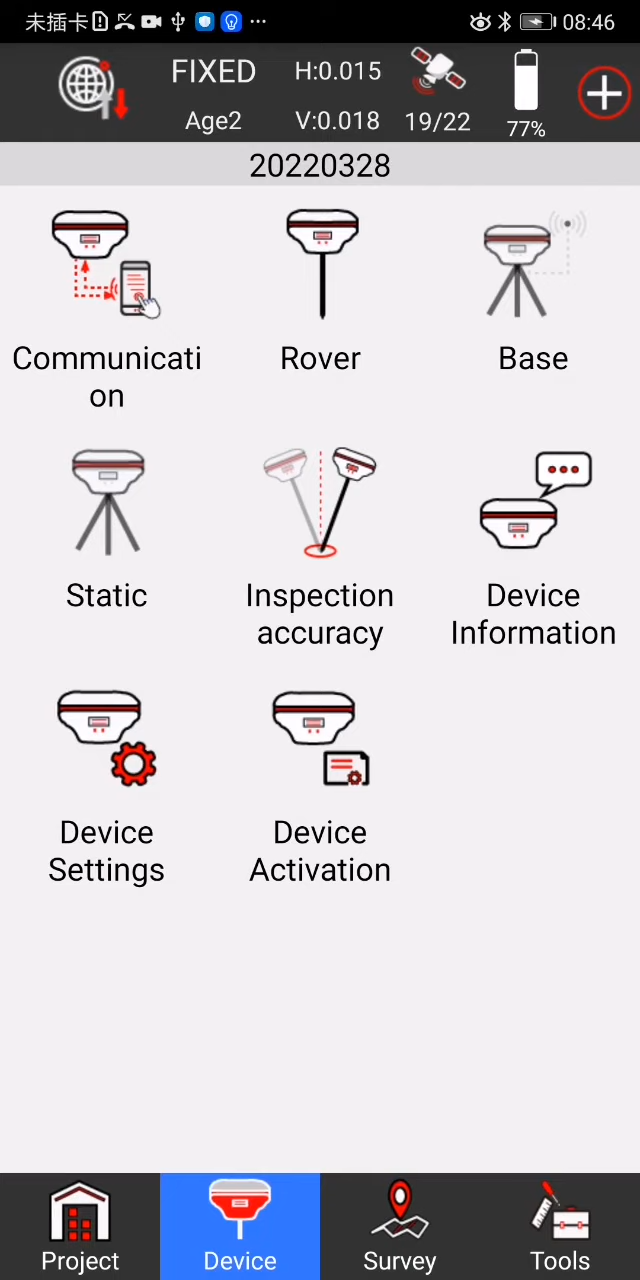 未插卡 08:46
FIXED H:0.015
Age2 V:0.018 19/22 77%
20220328
Communicati
on
Rover
Base
Static
Inspection
accuracy
Device
Information
Device
Settings
Device
Activation
Project Device Survey Tools